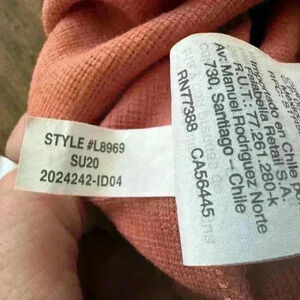 STYLE #L8969
SU20
2024242-ID04
Importado en Chile
Falabella Retail S.A.
R.U.T.: 77.261.280-k
Av. Manuel Rodriguez Norte
730, Santiago – Chile
RN77388 CA56445